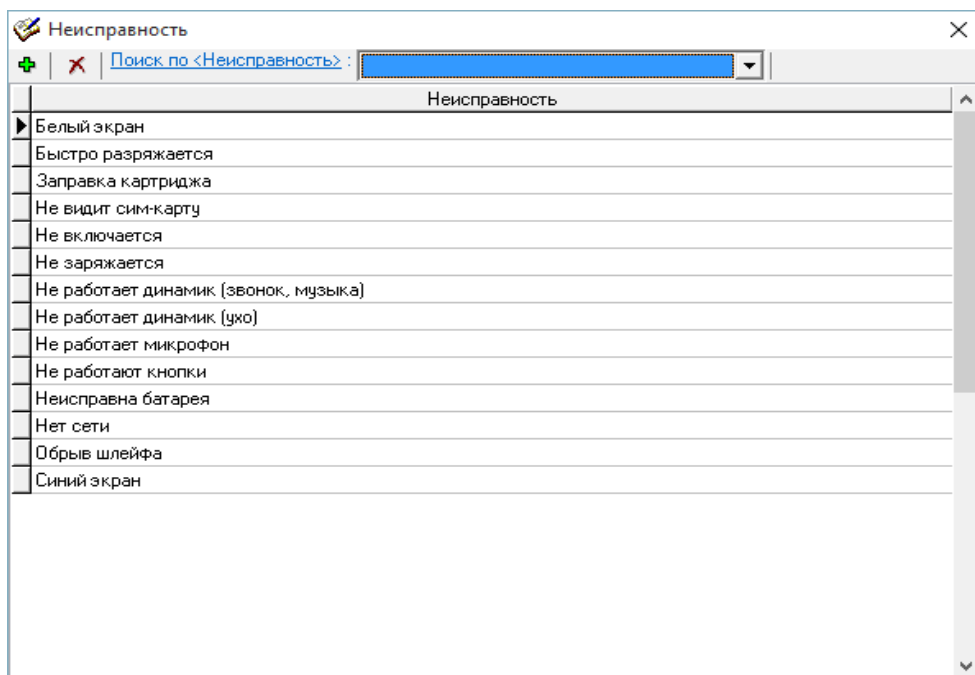 Неисправность
Поиск по <Неисправность> :
Неисправность
Белый экран
Быстро разряжается
Заправка картриджа
Не видит сим-карту
Не включается
Не заряжается
Не работает динамик (звонок, музыка)
Не работает динамик (ухо)
Не работает микрофон
Не работают кнопки
Неисправна батарея
Нет сети
Обрыв шлейфа
Синий экран